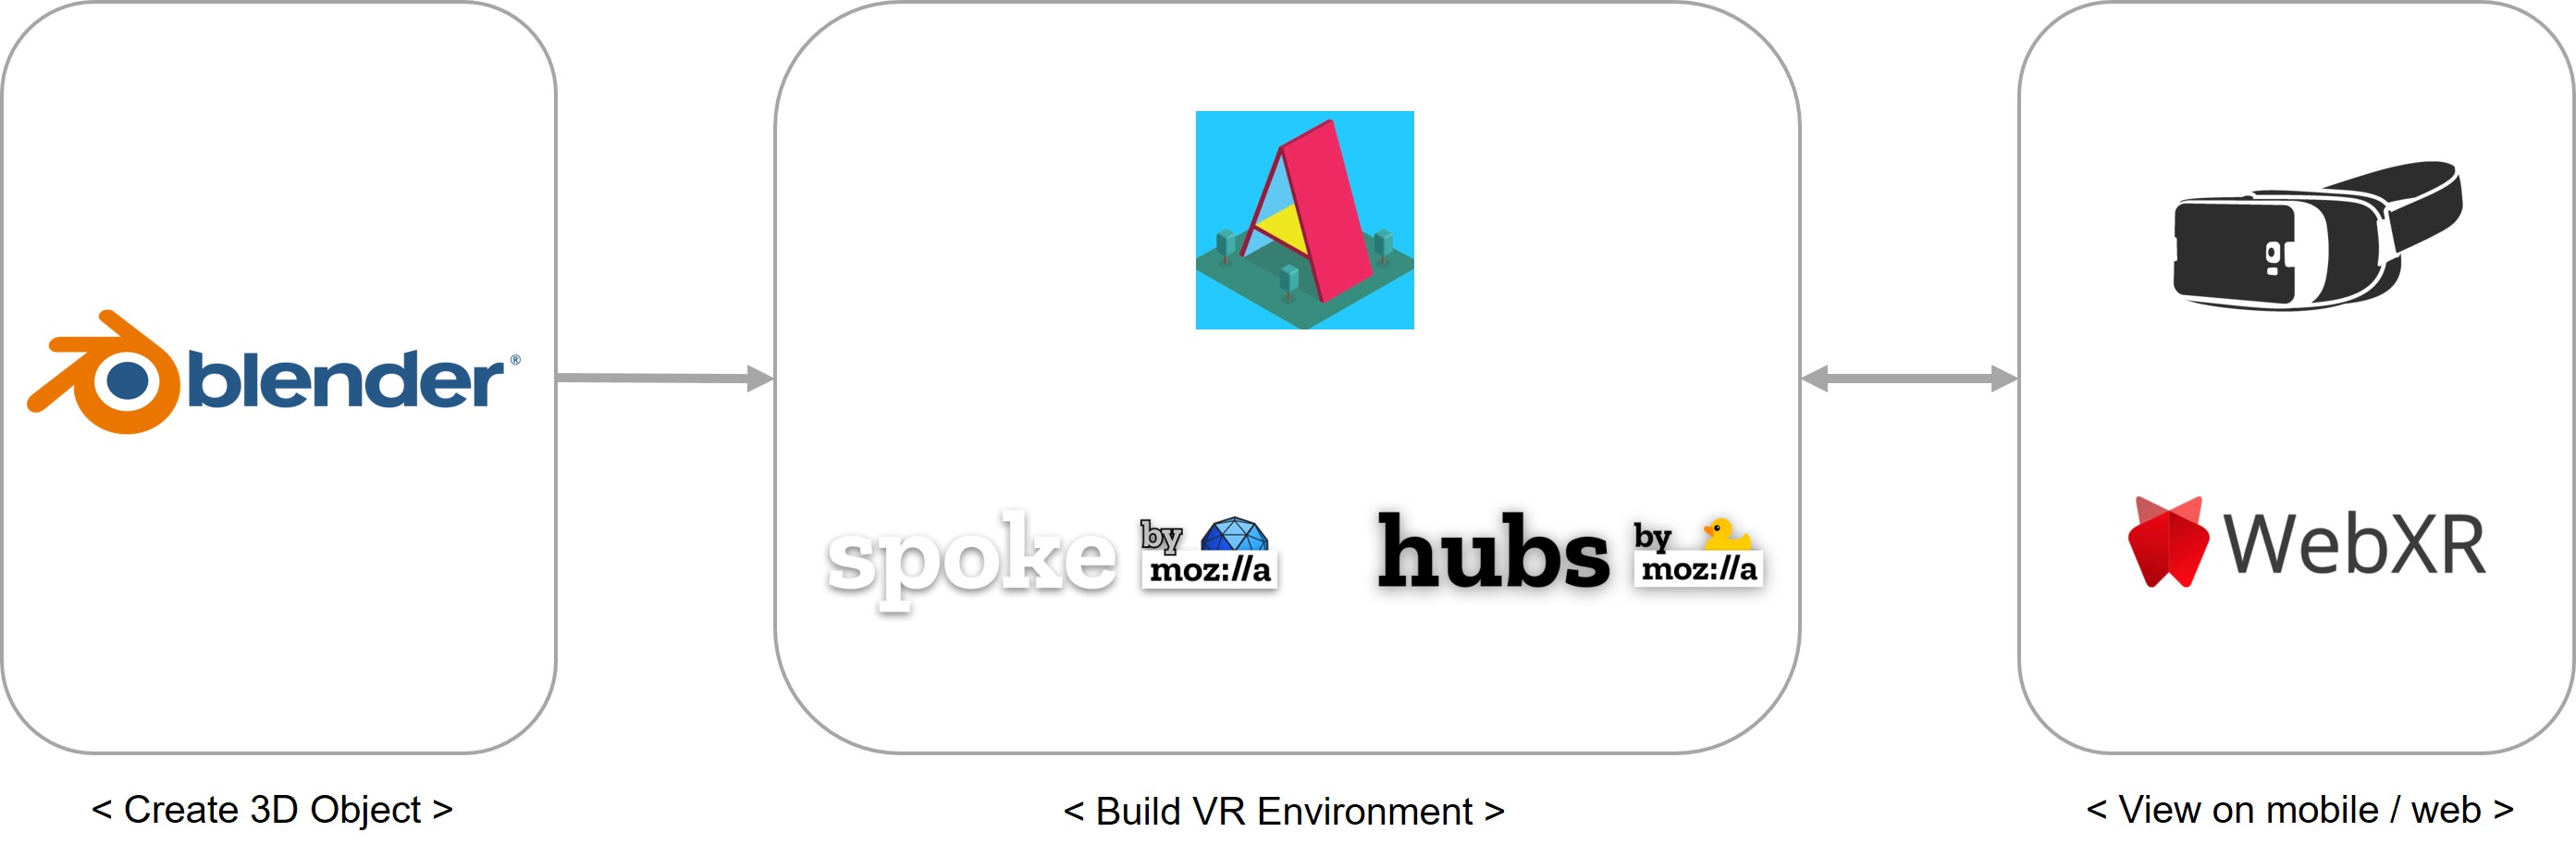 blender®
spoke by moz://a
hubs by moz://a
WebXR
< Create 3D Object >
< Build VR Environment >
< View on mobile / web >